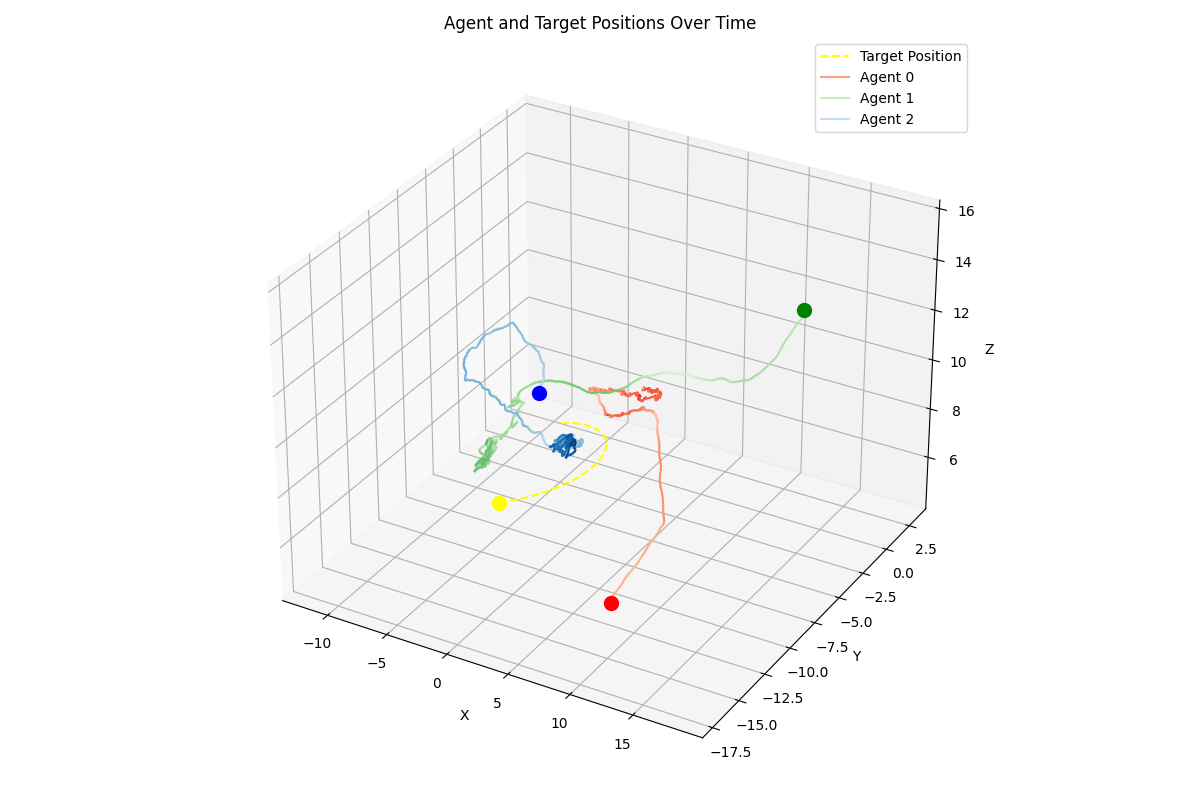 Agent and Target Positions Over Time
Target Position
Agent 0
Agent 1
Agent 2
16
14
12
10
8
6
Z
2.5
0.0
−2.5
−5.0
−7.5
−10.0
−12.5
−15.0
−17.5
Y
−10
−5
0
5
10
15
X